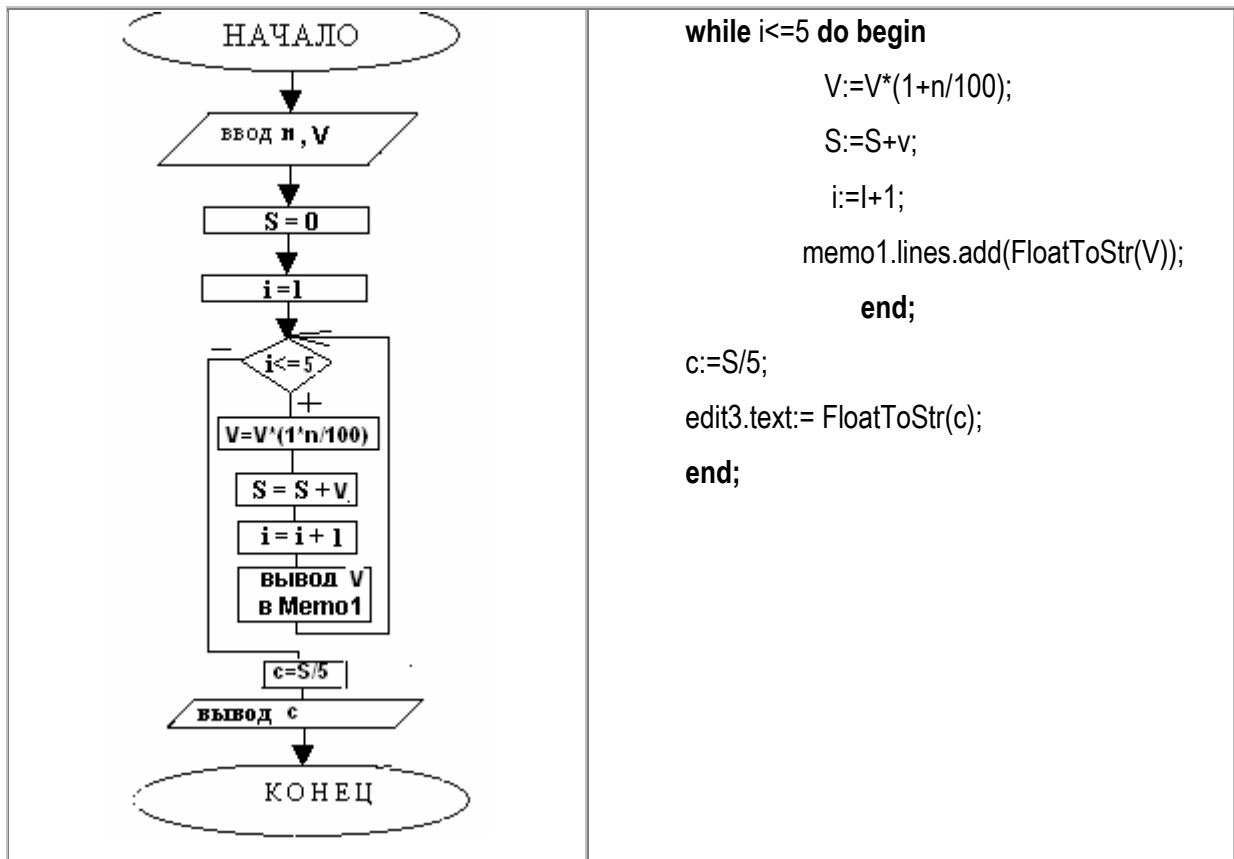 НАЧАЛО
ввод n, V
S = 0
i = 1
i<= 5
—
+
V=V*(1*n/100)
S = S + V
i = i + 1
вывод V
в Memo1
c=S/5
вывод c
КОНЕЦ
while i<=5 do begin
V:=V*(1+n/100);
S:=S+v;
i:=I+1;
memo1.lines.add(FloatToStr(V));
end;
c:=S/5;
edit3.text:= FloatToStr(c);
end;